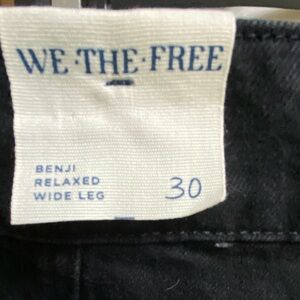 WE·THE·FREE
BENJI
RELAXED
WIDE LEG
30